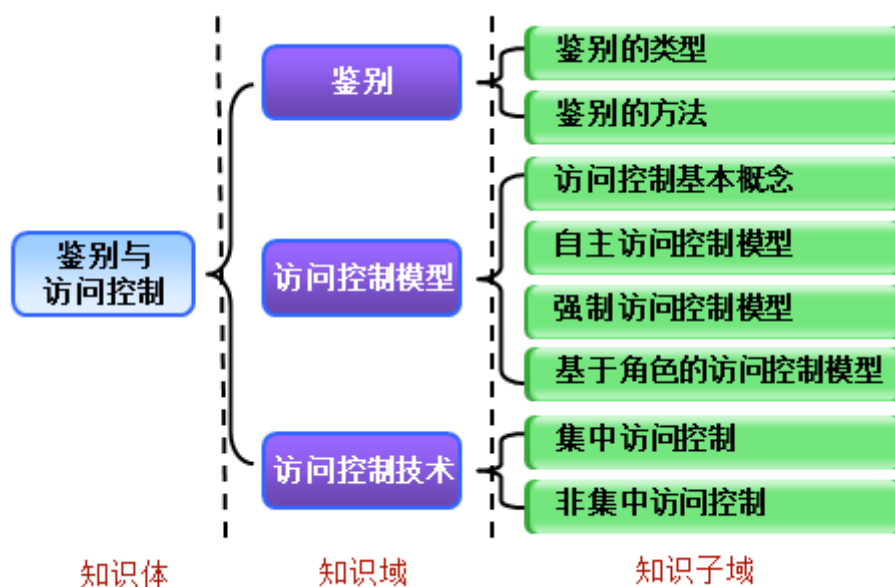 鉴别与
访问控制
鉴别
鉴别的类型
鉴别的方法
访问控制模型
访问控制基本概念
自主访问控制模型
强制访问控制模型
基于角色的访问控制模型
访问控制技术
集中访问控制
非集中访问控制
知识体
知识域
知识子域